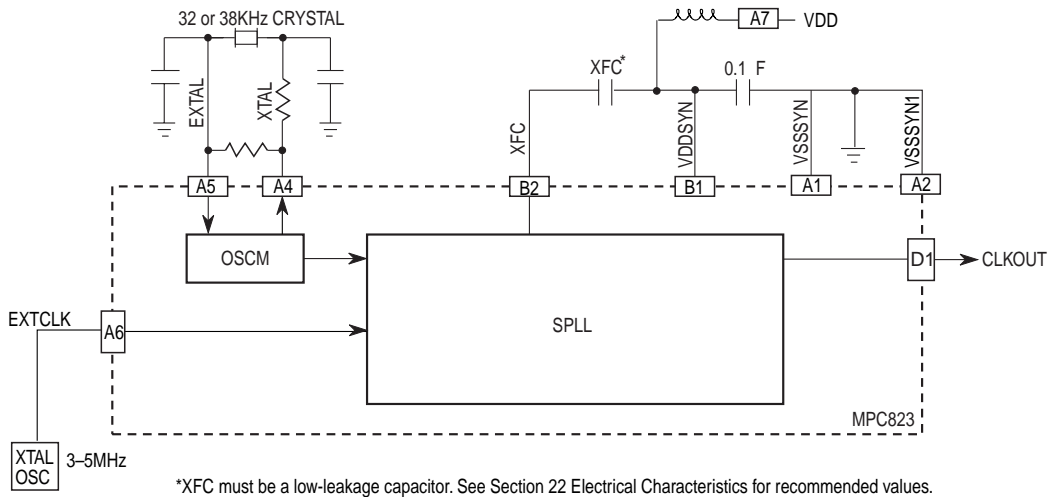 32 or 38KHz CRYSTAL
A7
VDD
XFC*
0.1 F
EXTAL
XTAL
XFC
VDDSYN
VSSSYN
VSSSYN1
A5
A4
B2
B1
A1
A2
OSCM
D1
CLKOUT
EXTCLK
A6
SPLL
MPC823
XTAL
OSC
3–5MHz
*XFC must be a low-leakage capacitor. See Section 22 Electrical Characteristics for recommended values.